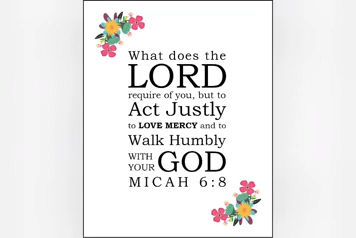 What does the
LORD
require of you, but to
Act Justly
to LOVE MERCY and to
Walk Humbly
WITH
YOUR GOD
MICAH 6:8